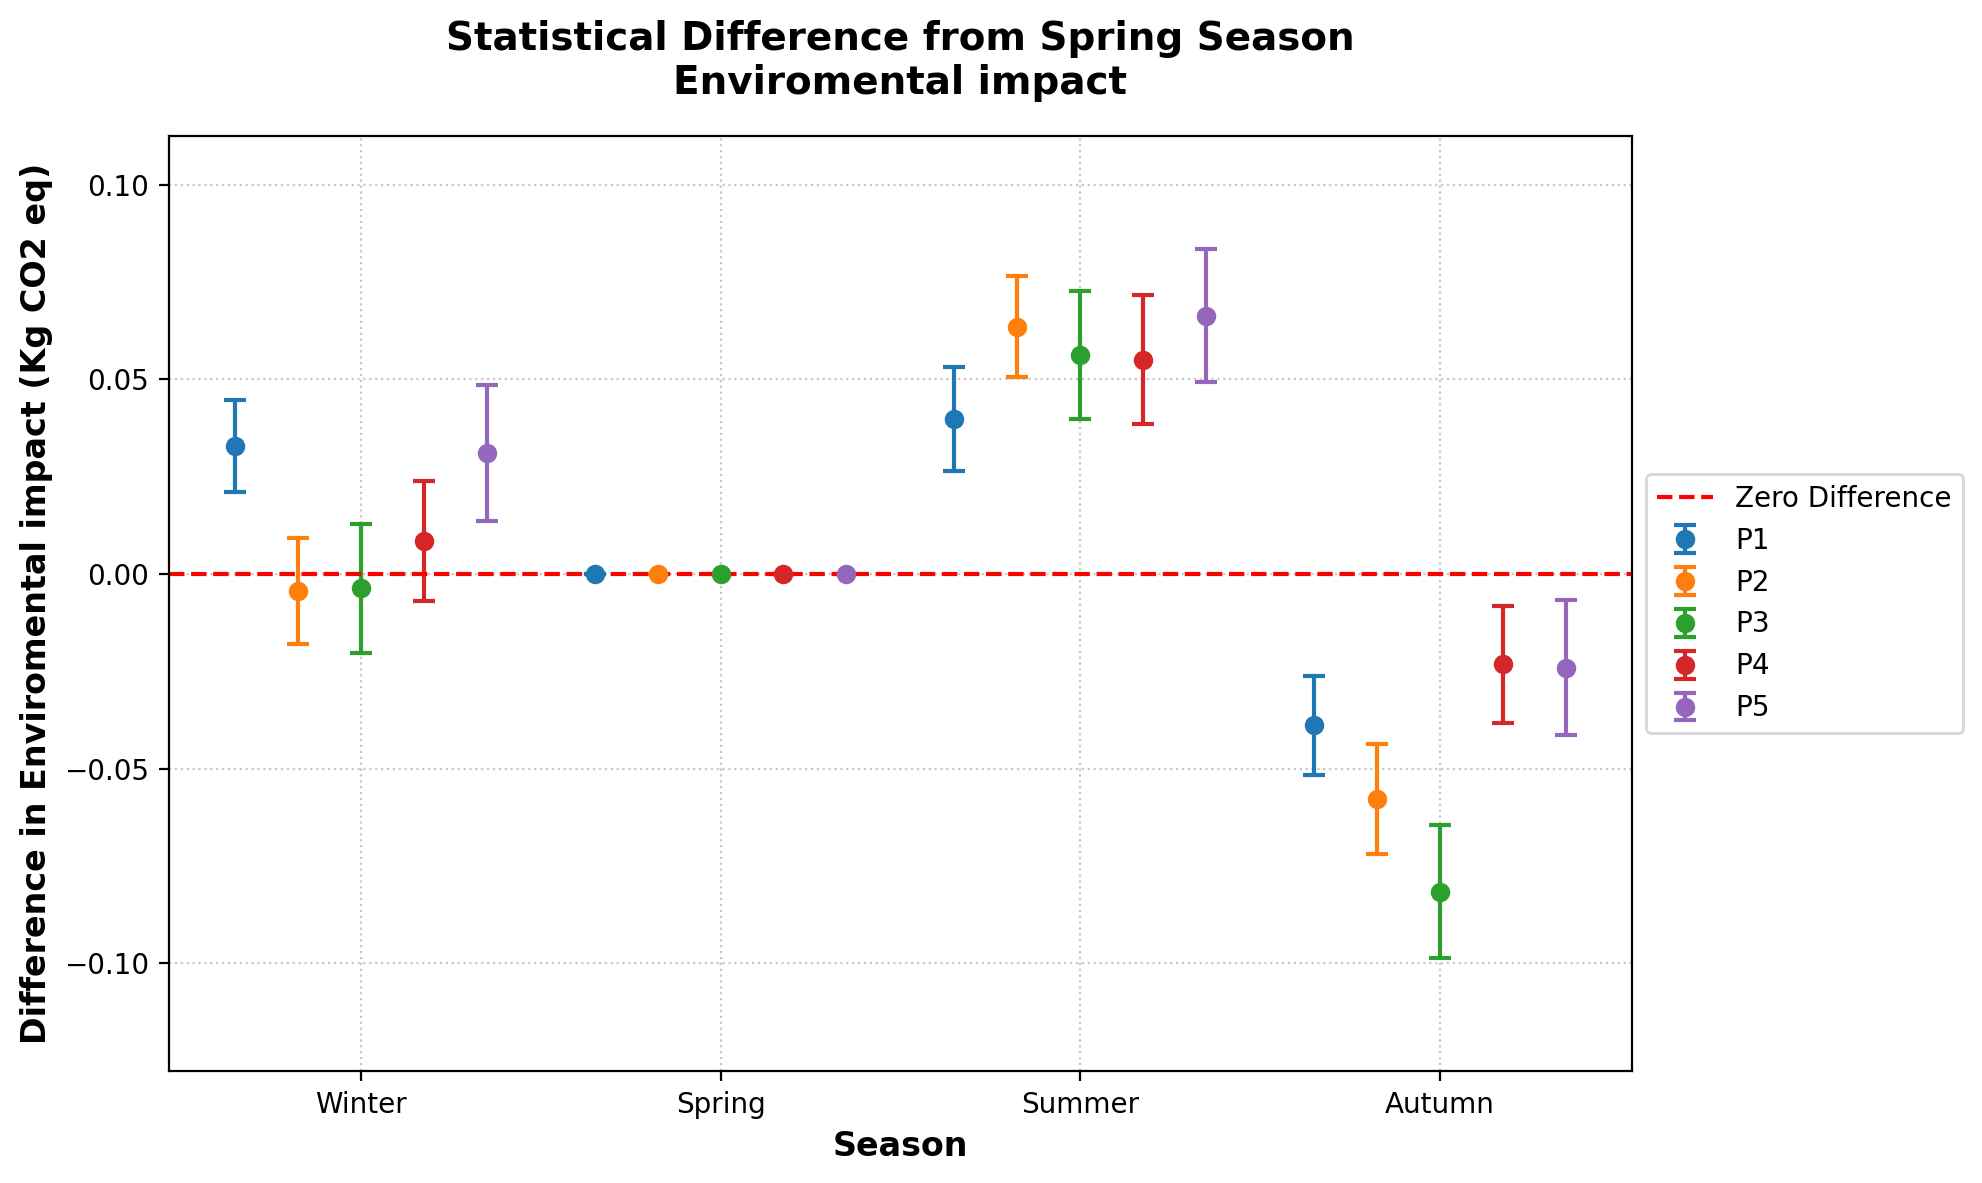 Statistical Difference from Spring Season
Enviromental impact
Difference in Enviromental impact (Kg CO2 eq)
0.10
0.05
0.00
−0.05
−0.10
Winter
Spring
Summer
Autumn
Season
Zero Difference
P1
P2
P3
P4
P5